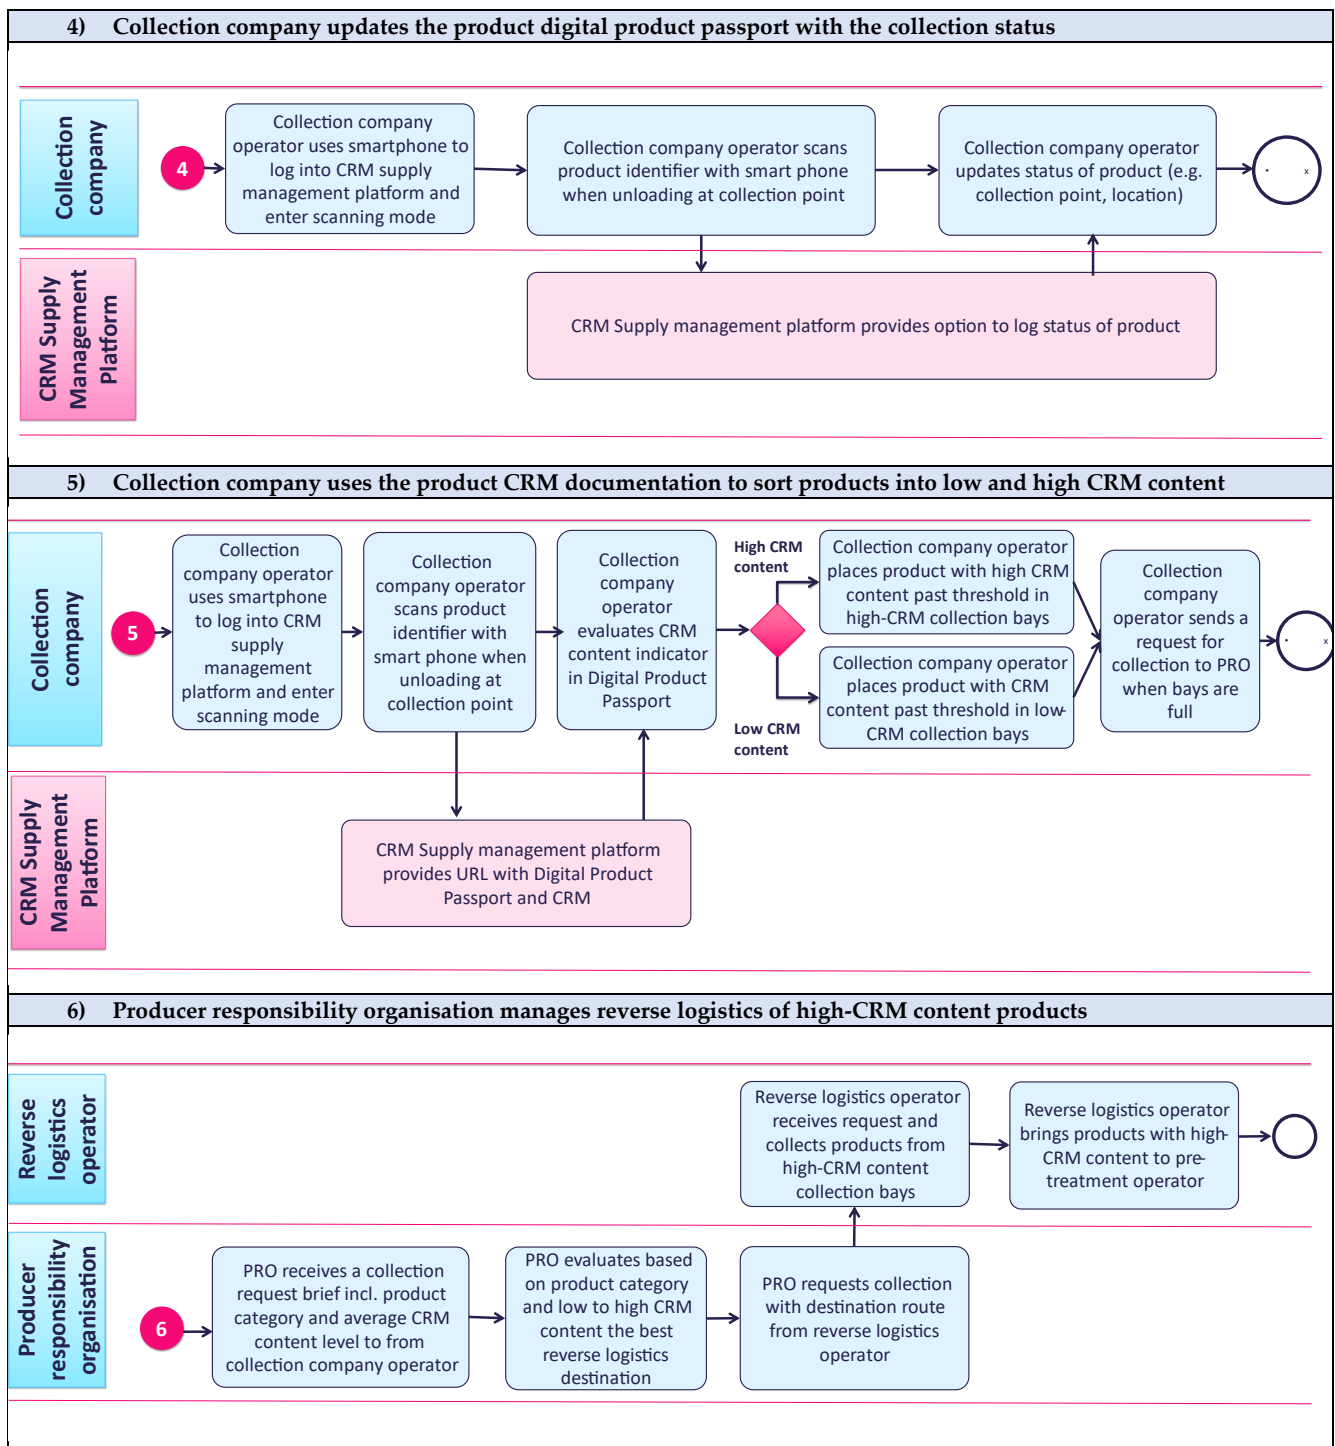 4) Collection company updates the product digital product passport with the collection status
Collection
company
4
Collection company
operator uses smartphone to
log into CRM supply
management platform and
enter scanning mode
Collection company operator scans
product identifier with smart phone
when unloading at collection point
Collection company operator
updates status of product (e.g.
collection point, location)
x
CRM Supply
Management
Platform
CRM Supply management platform provides option to log status of product
5) Collection company uses the product CRM documentation to sort products into low and high CRM content
Collection
company
5
Collection
company operator
uses smartphone
to log into CRM
supply
management
platform and enter
scanning mode
Collection
company operator
scans product
identifier with
smart phone when
unloading at
collection point
Collection
company
operator
evaluates CRM
content indicator
in Digital Product
Passport
High CRM
content
Low CRM
content
Collection company operator
places product with high CRM
content past threshold in
high-CRM collection bays
Collection company operator
places product with CRM
content past threshold in low-
CRM collection bays
Collection
company
operator sends a
request for
collection to PRO
when bays are
full
x
CRM Supply
Management
Platform
CRM Supply management platform
provides URL with Digital Product
Passport and CRM
6) Producer responsibility organisation manages reverse logistics of high-CRM content products
Reverse
logistics
operator
Reverse logistics operator
receives request and
collects products from
high-CRM content
collection bays
Reverse logistics operator
brings products with high-
CRM content to pre-
treatment operator
Producer
responsibility
organisation
6
PRO receives a collection
request brief incl. product
category and average CRM
content level to from
collection company operator
PRO evaluates based
on product category
and low to high CRM
content the best
reverse logistics
destination
PRO requests collection
with destination route
from reverse logistics
operator